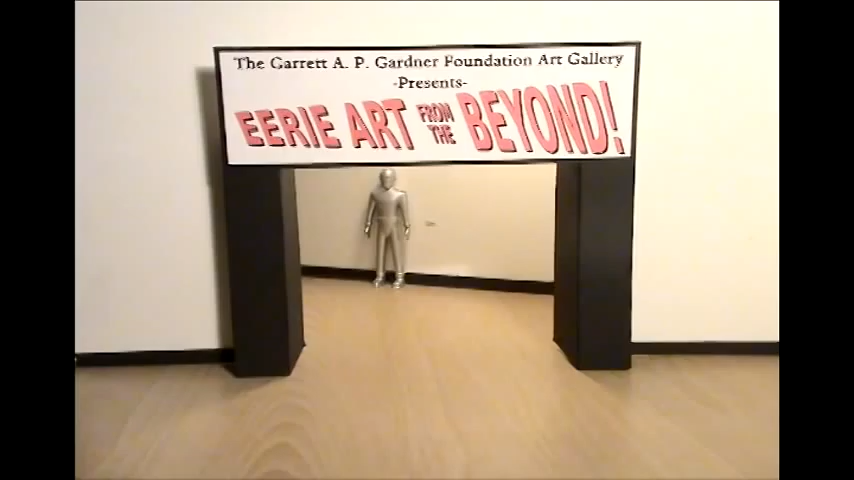 The Garrett A. P. Gardner Foundation Art Gallery
-Presents-
EERIE ART FROM THE BEYOND!